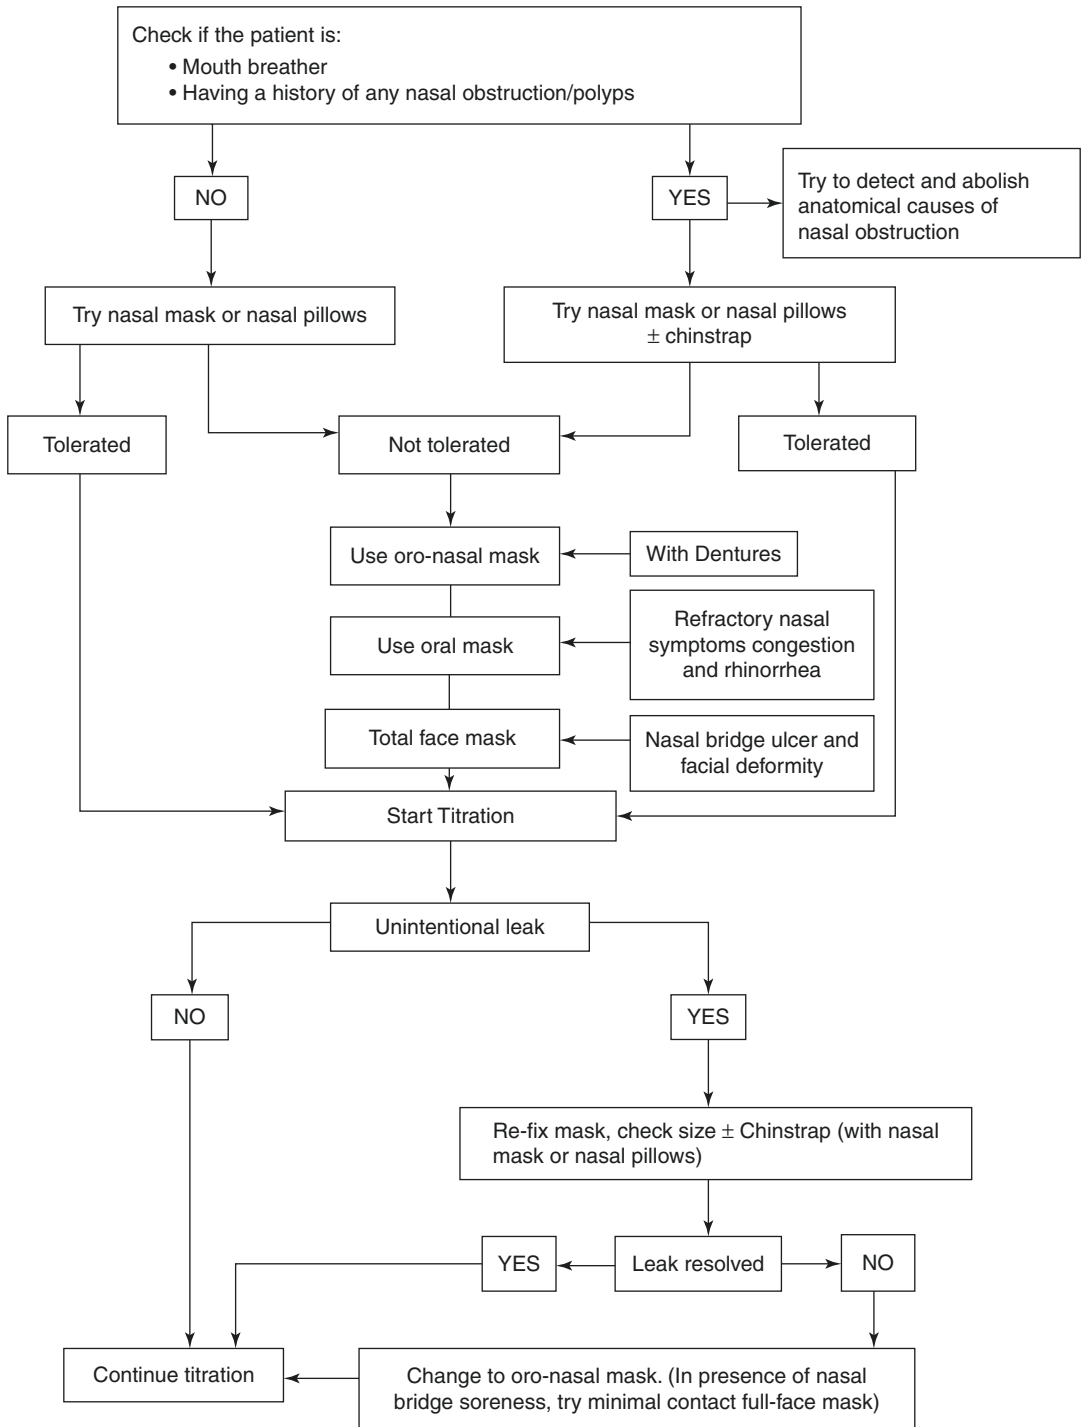 Check if the patient is:
• Mouth breather
• Having a history of any nasal obstruction/polyps
NO
YES
Try to detect and abolish
anatomical causes of
nasal obstruction
Try nasal mask or nasal pillows
Try nasal mask or nasal pillows
± chinstrap
Tolerated
Not tolerated
Tolerated
Use oro-nasal mask
With Dentures
Use oral mask
Refractory nasal
symptoms congestion
and rhinorrhea
Total face mask
Nasal bridge ulcer and
facial deformity
Start Titration
Unintentional leak
NO
YES
Re-fix mask, check size ± Chinstrap (with nasal
mask or nasal pillows)
YES
Leak resolved
NO
Continue titration
Change to oro-nasal mask. (In presence of nasal
bridge soreness, try minimal contact full-face mask)